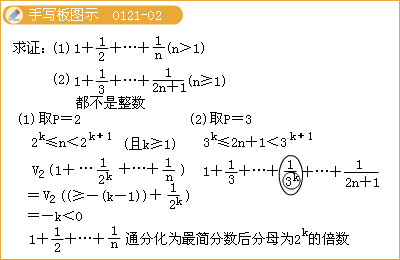 手写板图示 0121-02
求证：(1) 1+1/2+…+1/n(n>1)
(2) 1+1/3+…+1/(2n+1)(n≥1)
都不是整数
(1)取P=2
2^k≤n<2^(k+1) (且k≥1)
V₂(1+…1/2^k+…+1/n)
=V₂((≥-(k-1))+1/2^k)
=-k<0
1+1/2+…+1/n 通分化为最简分数后分母为2^k的倍数
(2)取P=3
3^k≤2n+1<3^(k+1)
1+1/3+…+1/3^k+…+1/(2n+1)